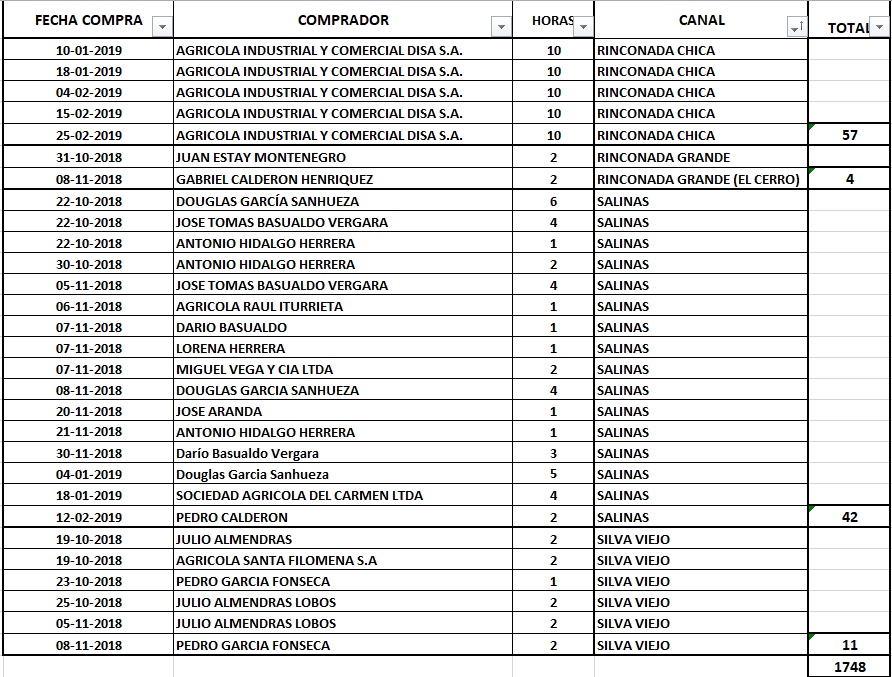 FECHA COMPRA COMPRADOR HORAS CANAL TOTAL
10-01-2019 AGRICOLA INDUSTRIAL Y COMERCIAL DISA S.A. 10 RINCONADA CHICA
18-01-2019 AGRICOLA INDUSTRIAL Y COMERCIAL DISA S.A. 10 RINCONADA CHICA
04-02-2019 AGRICOLA INDUSTRIAL Y COMERCIAL DISA S.A. 10 RINCONADA CHICA
15-02-2019 AGRICOLA INDUSTRIAL Y COMERCIAL DISA S.A. 10 RINCONADA CHICA
25-02-2019 AGRICOLA INDUSTRIAL Y COMERCIAL DISA S.A. 10 RINCONADA CHICA 57
31-10-2018 JUAN ESTAY MONTENEGRO 2 RINCONADA GRANDE
08-11-2018 GABRIEL CALDERON HENRIQUEZ 2 RINCONADA GRANDE (EL CERRO) 4
22-10-2018 DOUGLAS GARCÍA SANHUEZA 6 SALINAS
22-10-2018 JOSE TOMAS BASUALDO VERGARA 4 SALINAS
22-10-2018 ANTONIO HIDALGO HERRERA 1 SALINAS
30-10-2018 ANTONIO HIDALGO HERRERA 2 SALINAS
05-11-2018 JOSE TOMAS BASUALDO VERGARA 4 SALINAS
06-11-2018 AGRICOLA RAUL ITURRIETA 1 SALINAS
07-11-2018 DARIO BASUALDO 1 SALINAS
07-11-2018 LORENA HERRERA 1 SALINAS
07-11-2018 MIGUEL VEGA Y CIA LTDA 2 SALINAS
08-11-2018 DOUGLAS GARCIA SANHUEZA 4 SALINAS
20-11-2018 JOSE ARANDA 1 SALINAS
21-11-2018 ANTONIO HIDALGO HERRERA 1 SALINAS
30-11-2018 Darío Basualdo Vergara 3 SALINAS
04-01-2019 Douglas Garcia Sanhueza 5 SALINAS
18-01-2019 SOCIEDAD AGRICOLA DEL CARMEN LTDA 4 SALINAS
12-02-2019 PEDRO CALDERON 2 SALINAS 42
19-10-2018 JULIO ALMENDRAS 2 SILVA VIEJO
19-10-2018 AGRICOLA SANTA FILOMENA S.A 2 SILVA VIEJO
23-10-2018 PEDRO GARCIA FONSECA 1 SILVA VIEJO
25-10-2018 JULIO ALMENDRAS LOBOS 2 SILVA VIEJO
05-11-2018 JULIO ALMENDRAS LOBOS 2 SILVA VIEJO
08-11-2018 PEDRO GARCIA FONSECA 2 SILVA VIEJO 11
1748